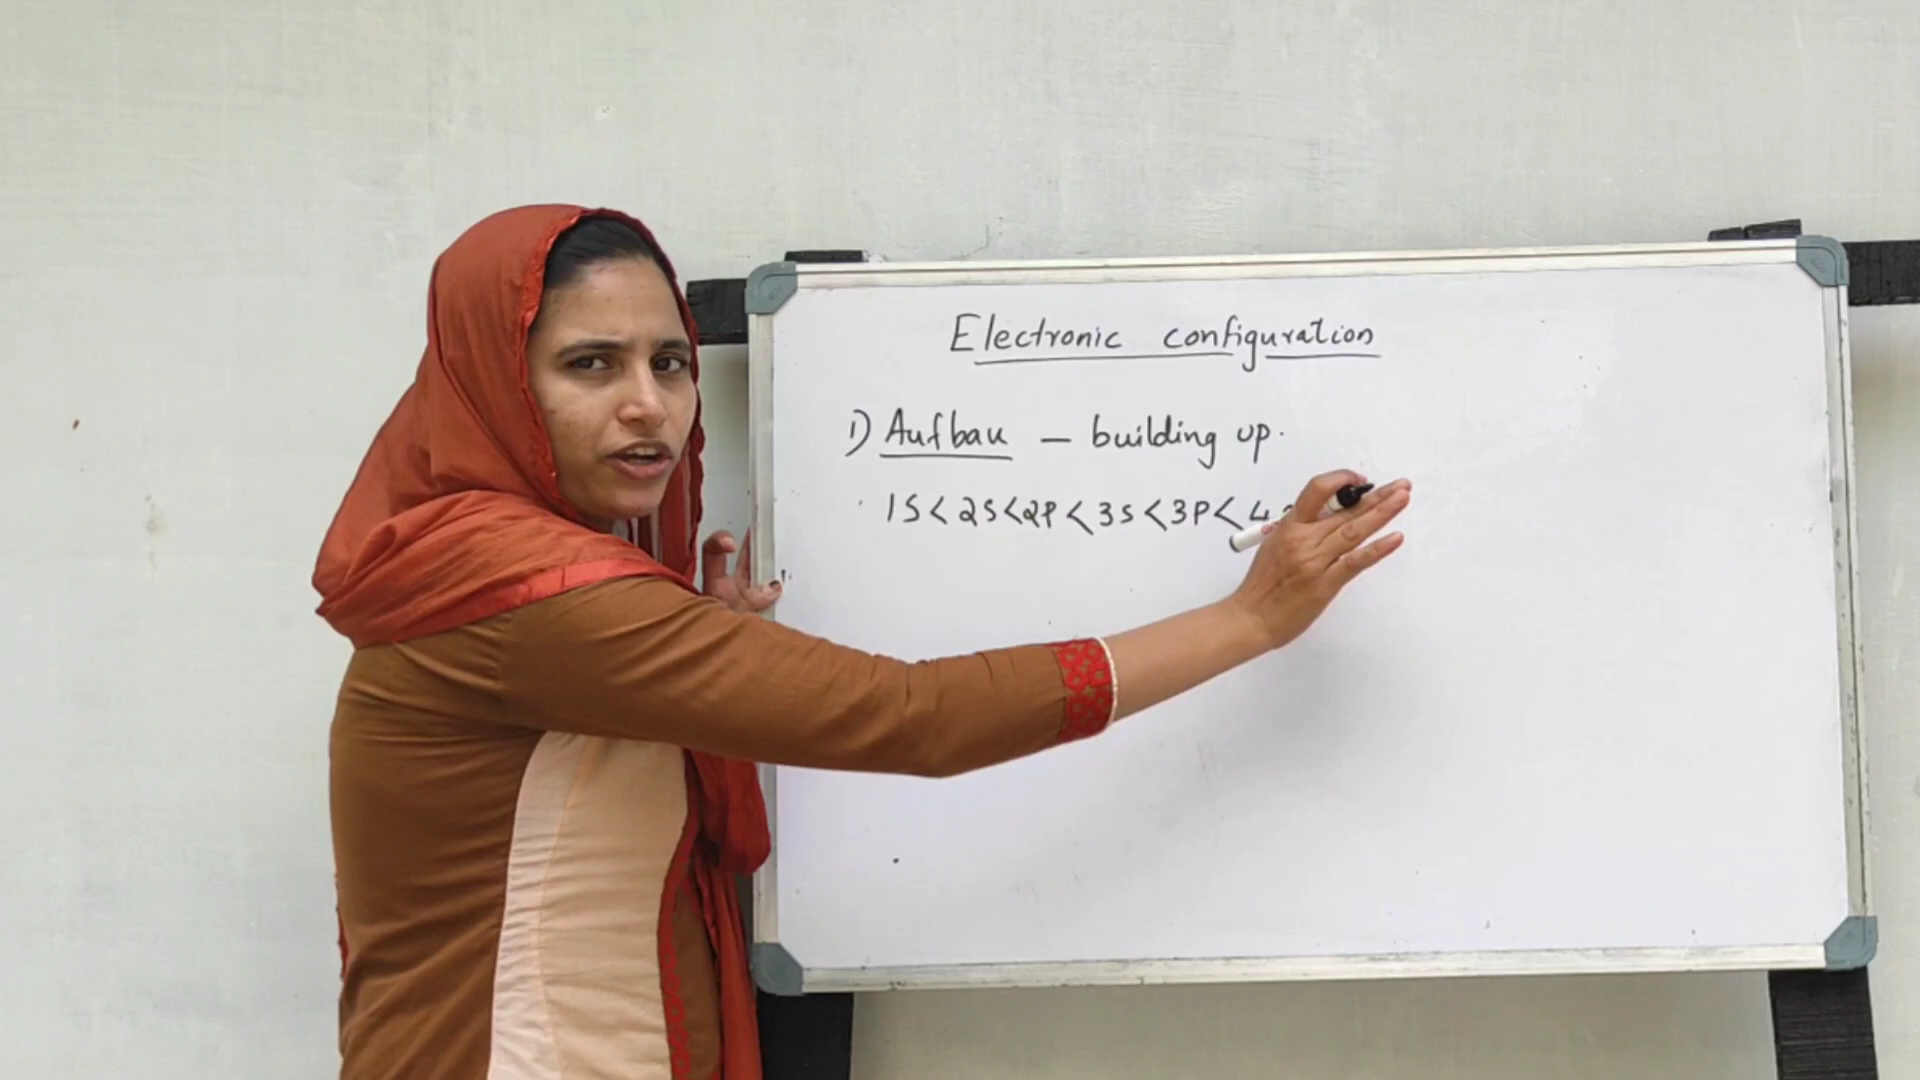 Electronic configuration
1) Aufbau – building up.
1s<2s<2p<3s<3p<4